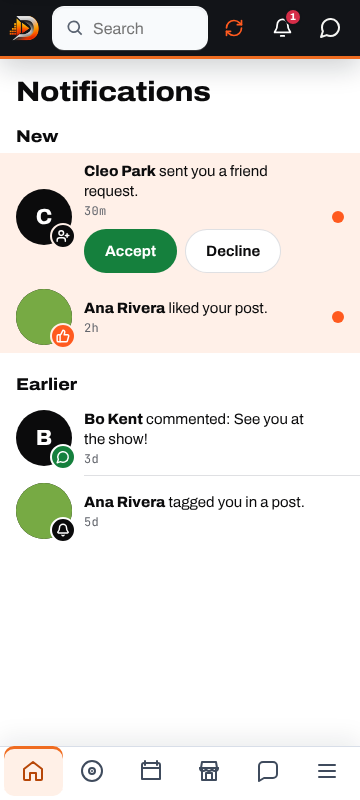 Search
1
Notifications
New
C
Cleo Park sent you a friend
request.
30m
Accept
Decline
Ana Rivera liked your post.
2h
Earlier
B
Bo Kent commented: See you at
the show!
3d
Ana Rivera tagged you in a post.
5d